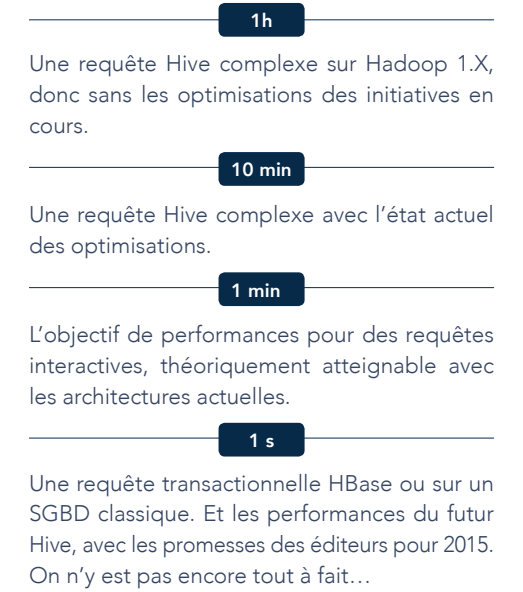 1h
Une requête Hive complexe sur Hadoop 1.X,
donc sans les optimisations des initiatives en
cours.
10 min
Une requête Hive complexe avec l’état actuel
des optimisations.
1 min
L’objectif de performances pour des requêtes
interactives, théoriquement atteignable avec
les architectures actuelles.
1 s
Une requête transactionnelle HBase ou sur un
SGBD classique. Et les performances du futur
Hive, avec les promesses des éditeurs pour 2015.
On n’y est pas encore tout à fait…